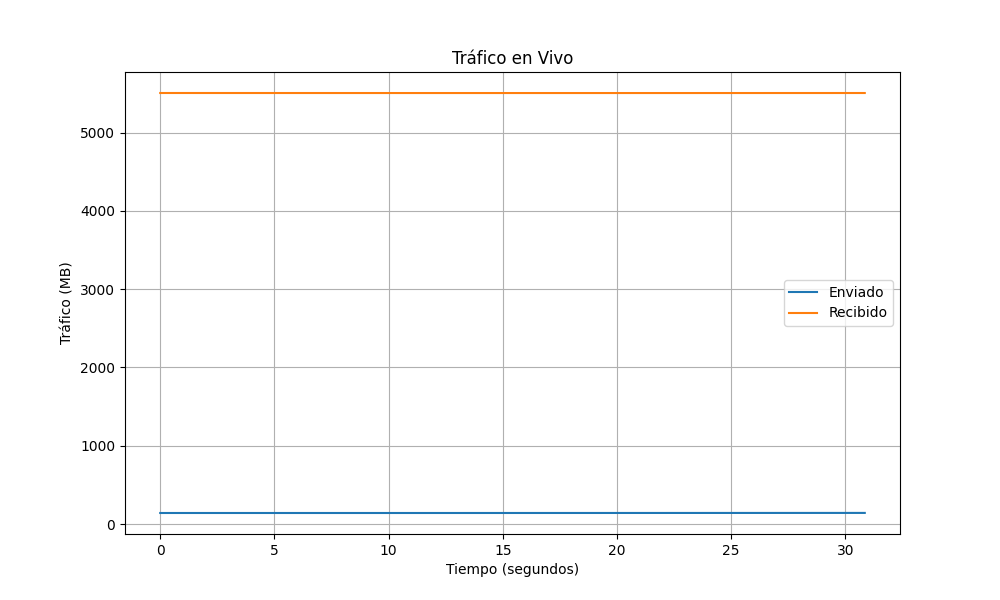 Tráfico en Vivo
Tráfico (MB)
5000
4000
3000
2000
1000
0
Enviado
Recibido
0 5 10 15 20 25 30
Tiempo (segundos)